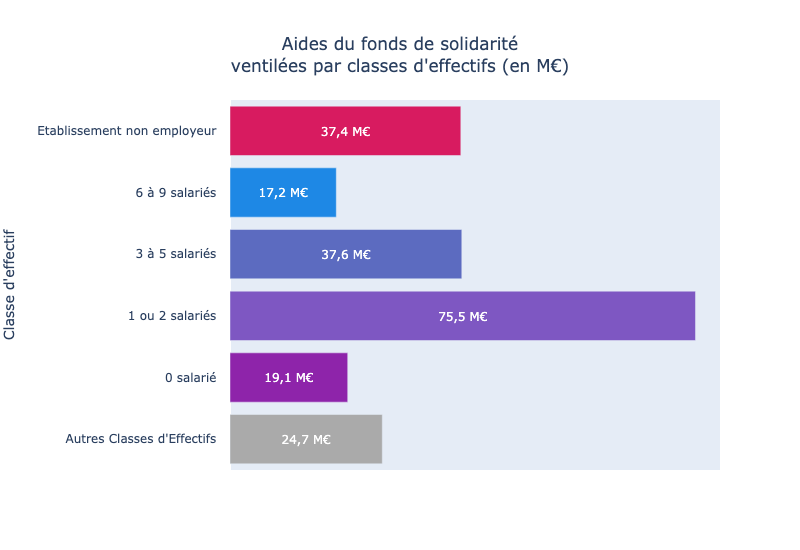 Aides du fonds de solidarité
ventilées par classes d'effectifs (en M€)
Classe d'effectif
Etablissement non employeur
37,4 M€
6 à 9 salariés
17,2 M€
3 à 5 salariés
37,6 M€
1 ou 2 salariés
75,5 M€
0 salarié
19,1 M€
Autres Classes d'Effectifs
24,7 M€